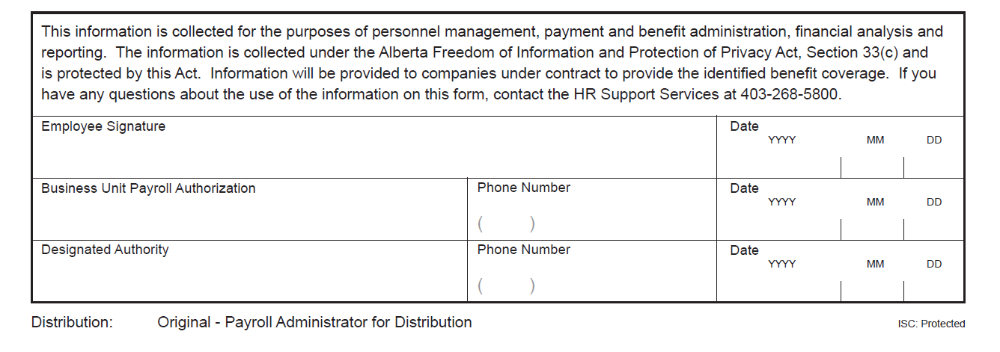 This information is collected for the purposes of personnel management, payment and benefit administration, financial analysis and
reporting.  The information is collected under the Alberta Freedom of Information and Protection of Privacy Act, Section 33(c) and
is protected by this Act.  Information will be provided to companies under contract to provide the identified benefit coverage.  If you
have any questions about the use of the information on this form, contact the HR Support Services at 403-268-5800.
Employee Signature Date
YYYY MM DD
Business Unit Payroll Authorization Phone Number Date
YYYY MM DD
( )
Designated Authority Phone Number Date
YYYY MM DD
( )
Distribution: Original - Payroll Administrator for Distribution ISC: Protected